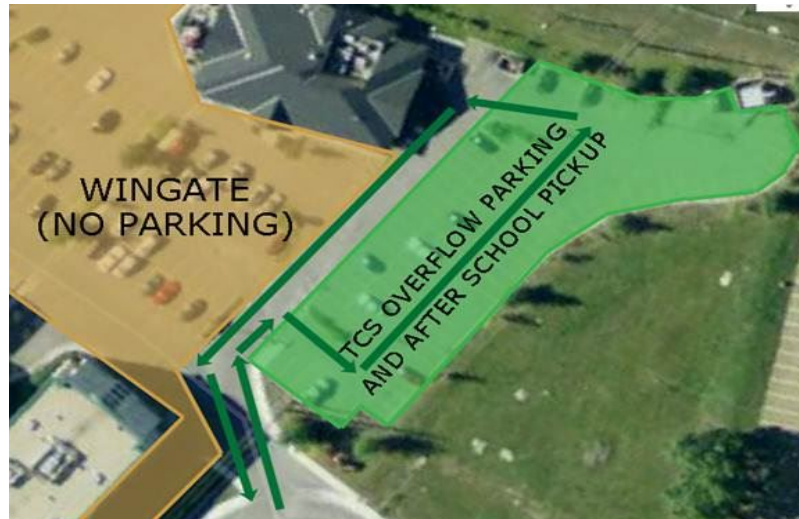 WINGATE
(NO PARKING)
TCS OVERFLOW PARKING
AND AFTER SCHOOL PICKUP